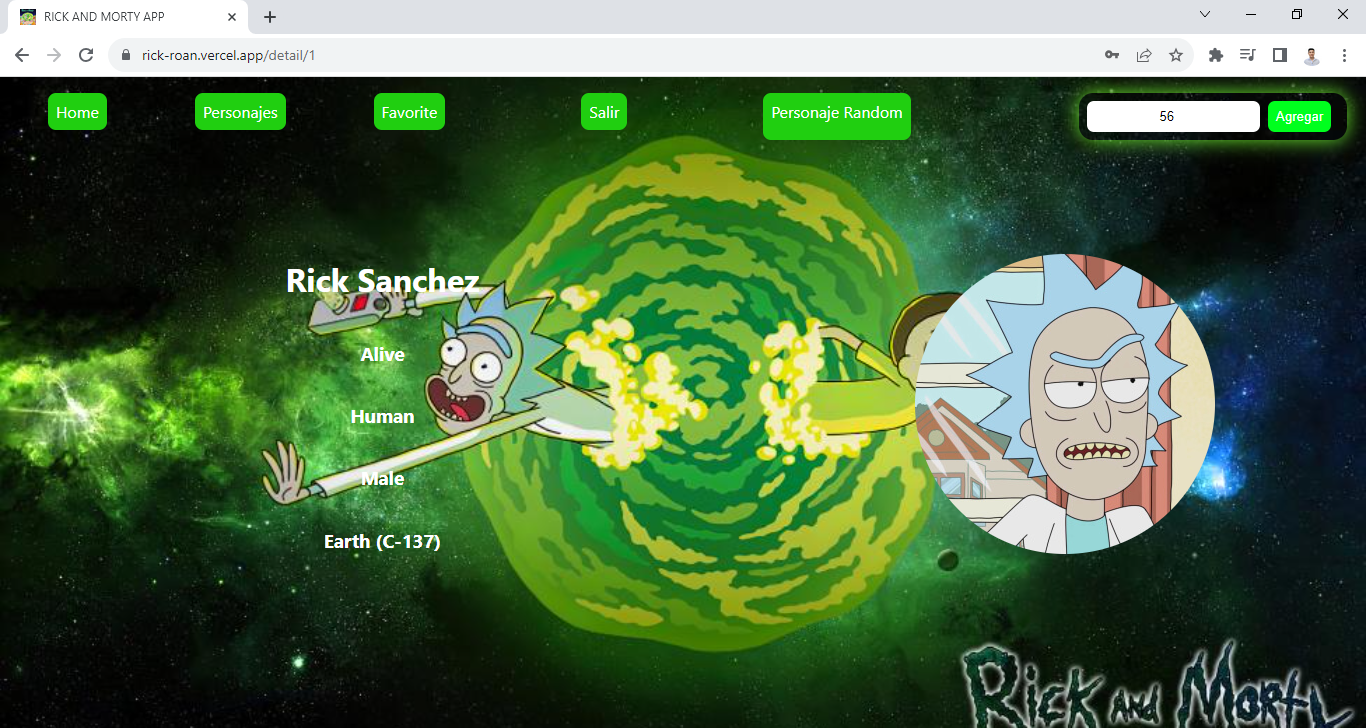 RICK AND MORTY APP
rick-roan.vercel.app/detail/1
Home
Personajes
Favorite
Salir
Personaje Random
56
Agregar
Rick Sanchez
Alive
Human
Male
Earth (C-137)
Rick and Morty